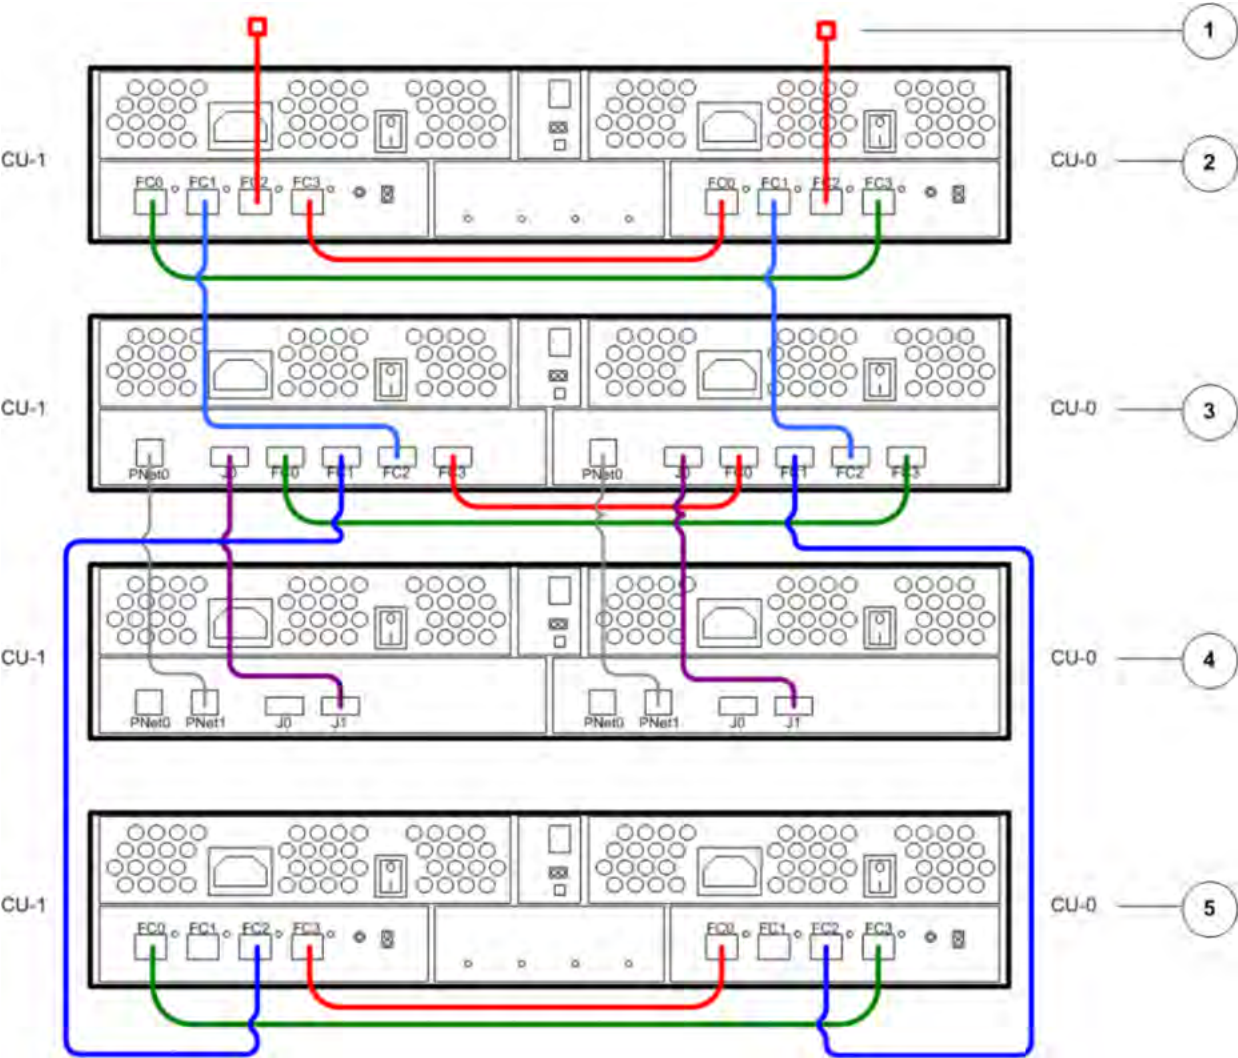 1
CU-1
CU-0
2
FC0 FC1 FC2 FC3
FC0 FC1 FC2 FC3
CU-1
CU-0
3
PNet0 J0 FC0 FC1 FC2 FC3
PNet0 J0 FC0 FC1 FC2 FC3
CU-1
CU-0
4
PNet0 PNet1 J0 J1
PNet0 PNet1 J0 J1
CU-1
CU-0
5
FC0 FC1 FC2 FC3
FC0 FC1 FC2 FC3